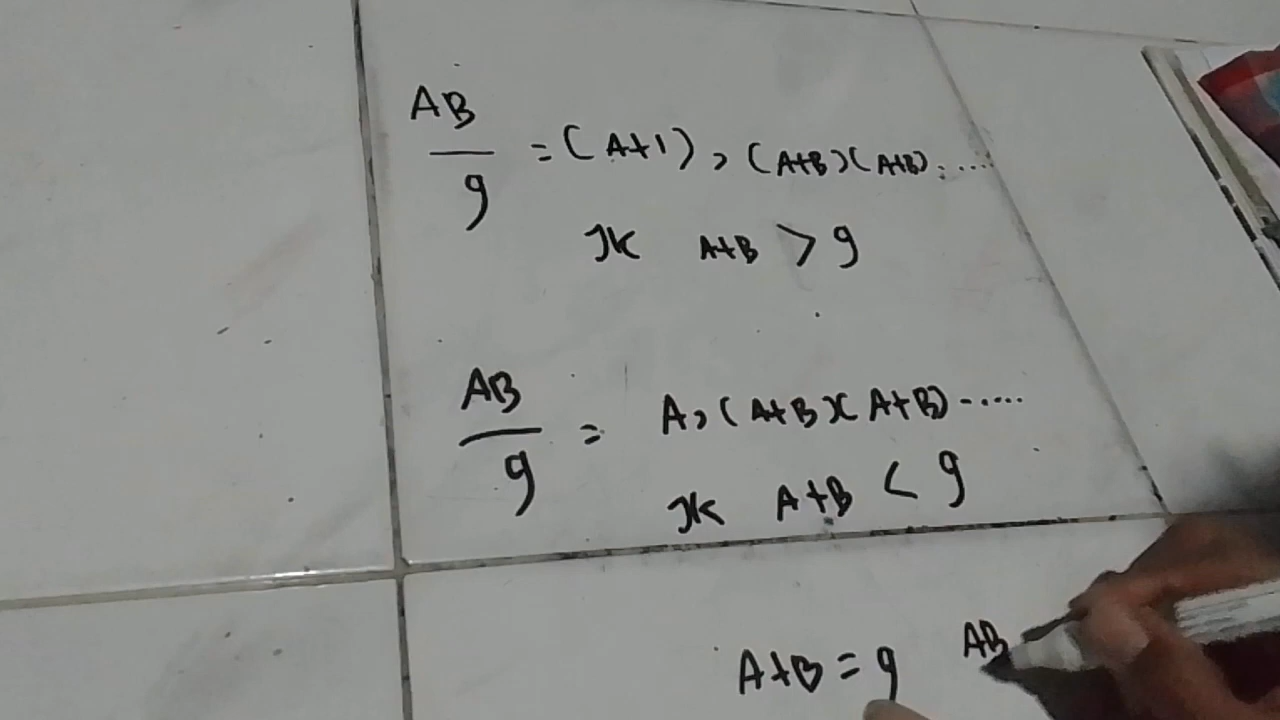 AB
— = (A+1), (A+B)(A+B).....
9
JK A+B > 9
AB
— = A, (A+B)(A+B).....
9
JK A+B < 9
A+B = 9 AB